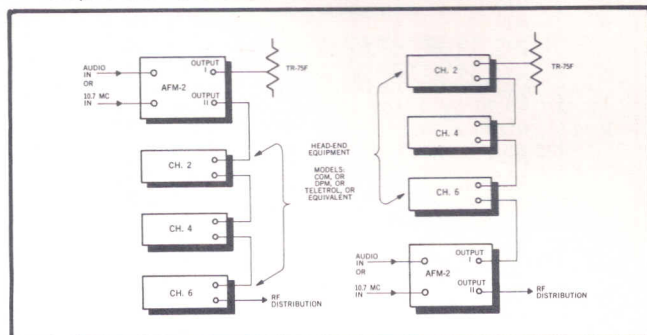 AUDIO
IN
OR
10.7 MC
IN
OUTPUT
I
AFM-2
OUTPUT
II
TR-75F
CH. 2
CH. 4
CH. 6
RF
DISTRIBUTION
HEAD-END
EQUIPMENT
MODELS:
COM, OR
DPM, OR
TELETROL, OR
EQUIVALENT
CH. 2
TR-75F
CH. 4
CH. 6
AUDIO
IN
OR
10.7 MC
IN
OUTPUT
I
AFM-2
OUTPUT
II
RF
DISTRIBUTION